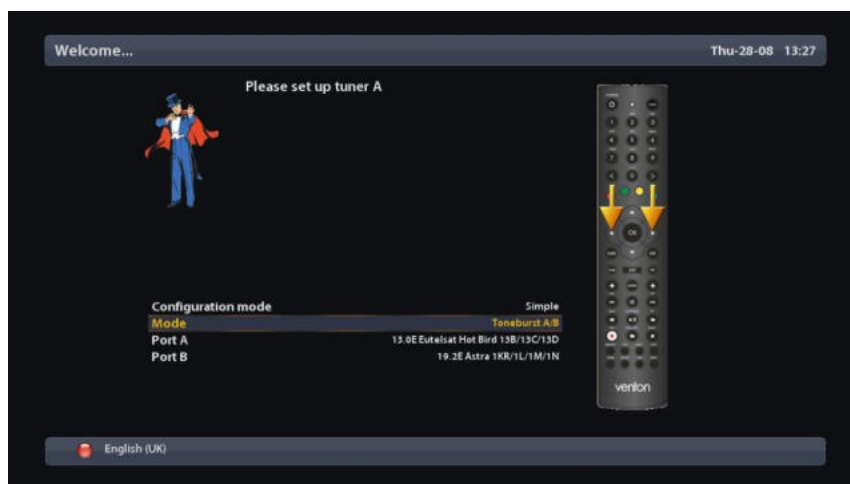 Welcome...
Thu-28-08 13:27
Please set up tuner A
Configuration mode Simple
Mode Toneburst A/B
Port A 13.0E Eutelsat Hot Bird 13B/13C/13D
Port B 19.2E Astra 1KR/1L/1M/1N
OK
venton
English (UK)